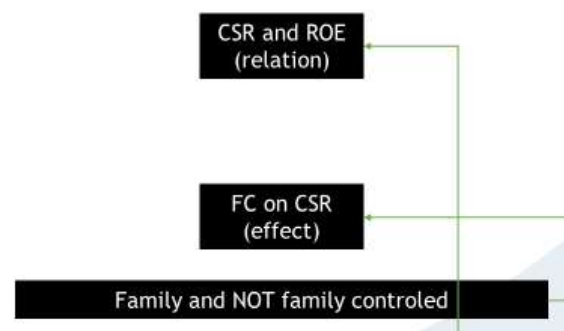 CSR and ROE
(relation)
FC on CSR
(effect)
Family and NOT family controled